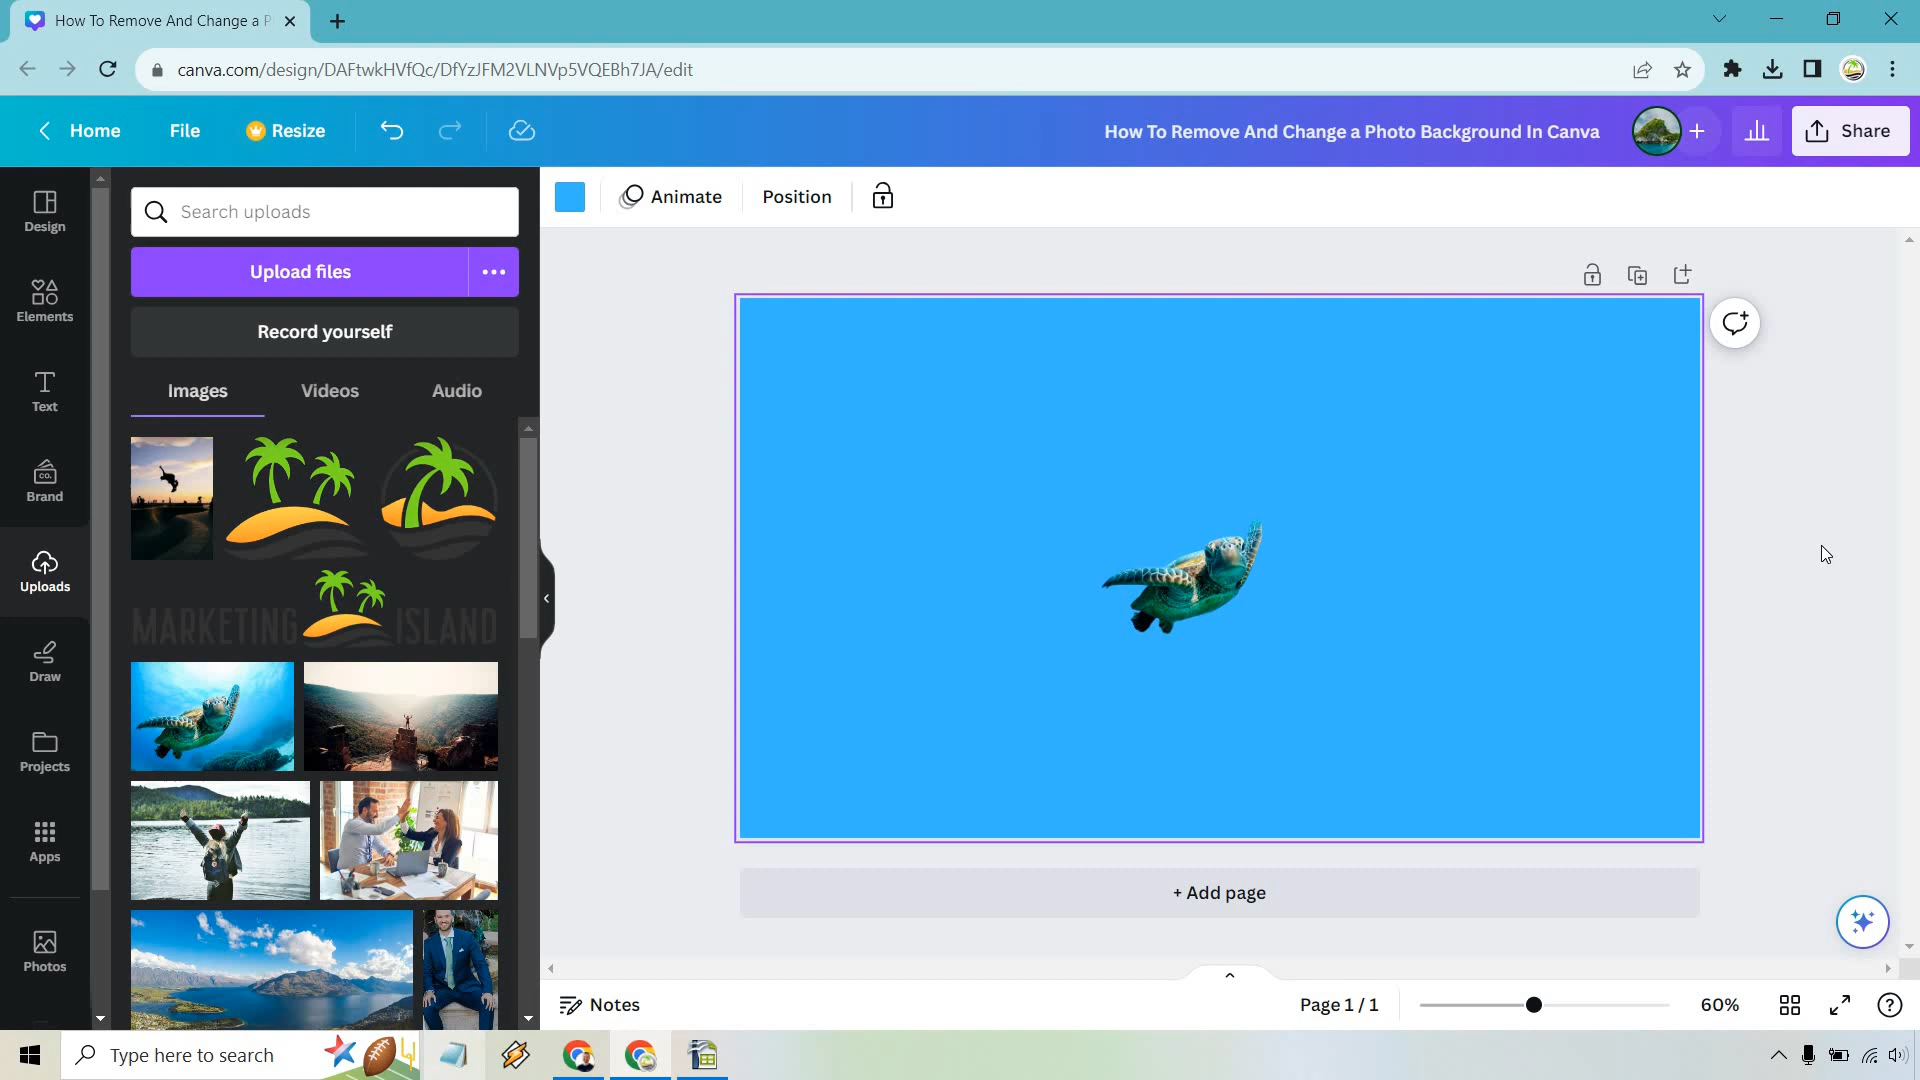 How To Remove And Change a P
canva.com/design/DAFtwkHVfQc/DfYzJFM2VLNVp5VQEBh7JA/edit
Home
File
Resize
How To Remove And Change a Photo Background In Canva
Share
Design
Elements
Text
CO.
Brand
Uploads
Draw
Projects
Apps
Photos
Search uploads
Upload files
Record yourself
Images
Videos
Audio
MARKETING ISLAND
Animate
Position
+ Add page
Notes
Page 1 / 1
60%
Type here to search